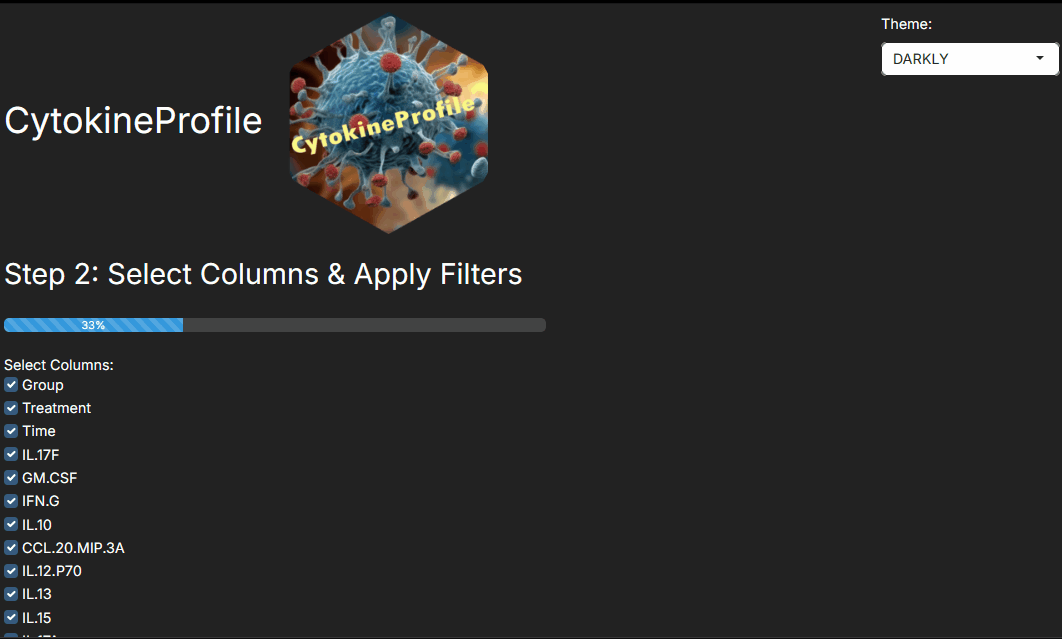 Theme:
DARKLY
CytokineProfile
CytokineProfile
Step 2: Select Columns & Apply Filters
33%
Select Columns:
Group
Treatment
Time
IL.17F
GM.CSF
IFN.G
IL.10
CCL.20.MIP.3A
IL.12.P70
IL.13
IL.15